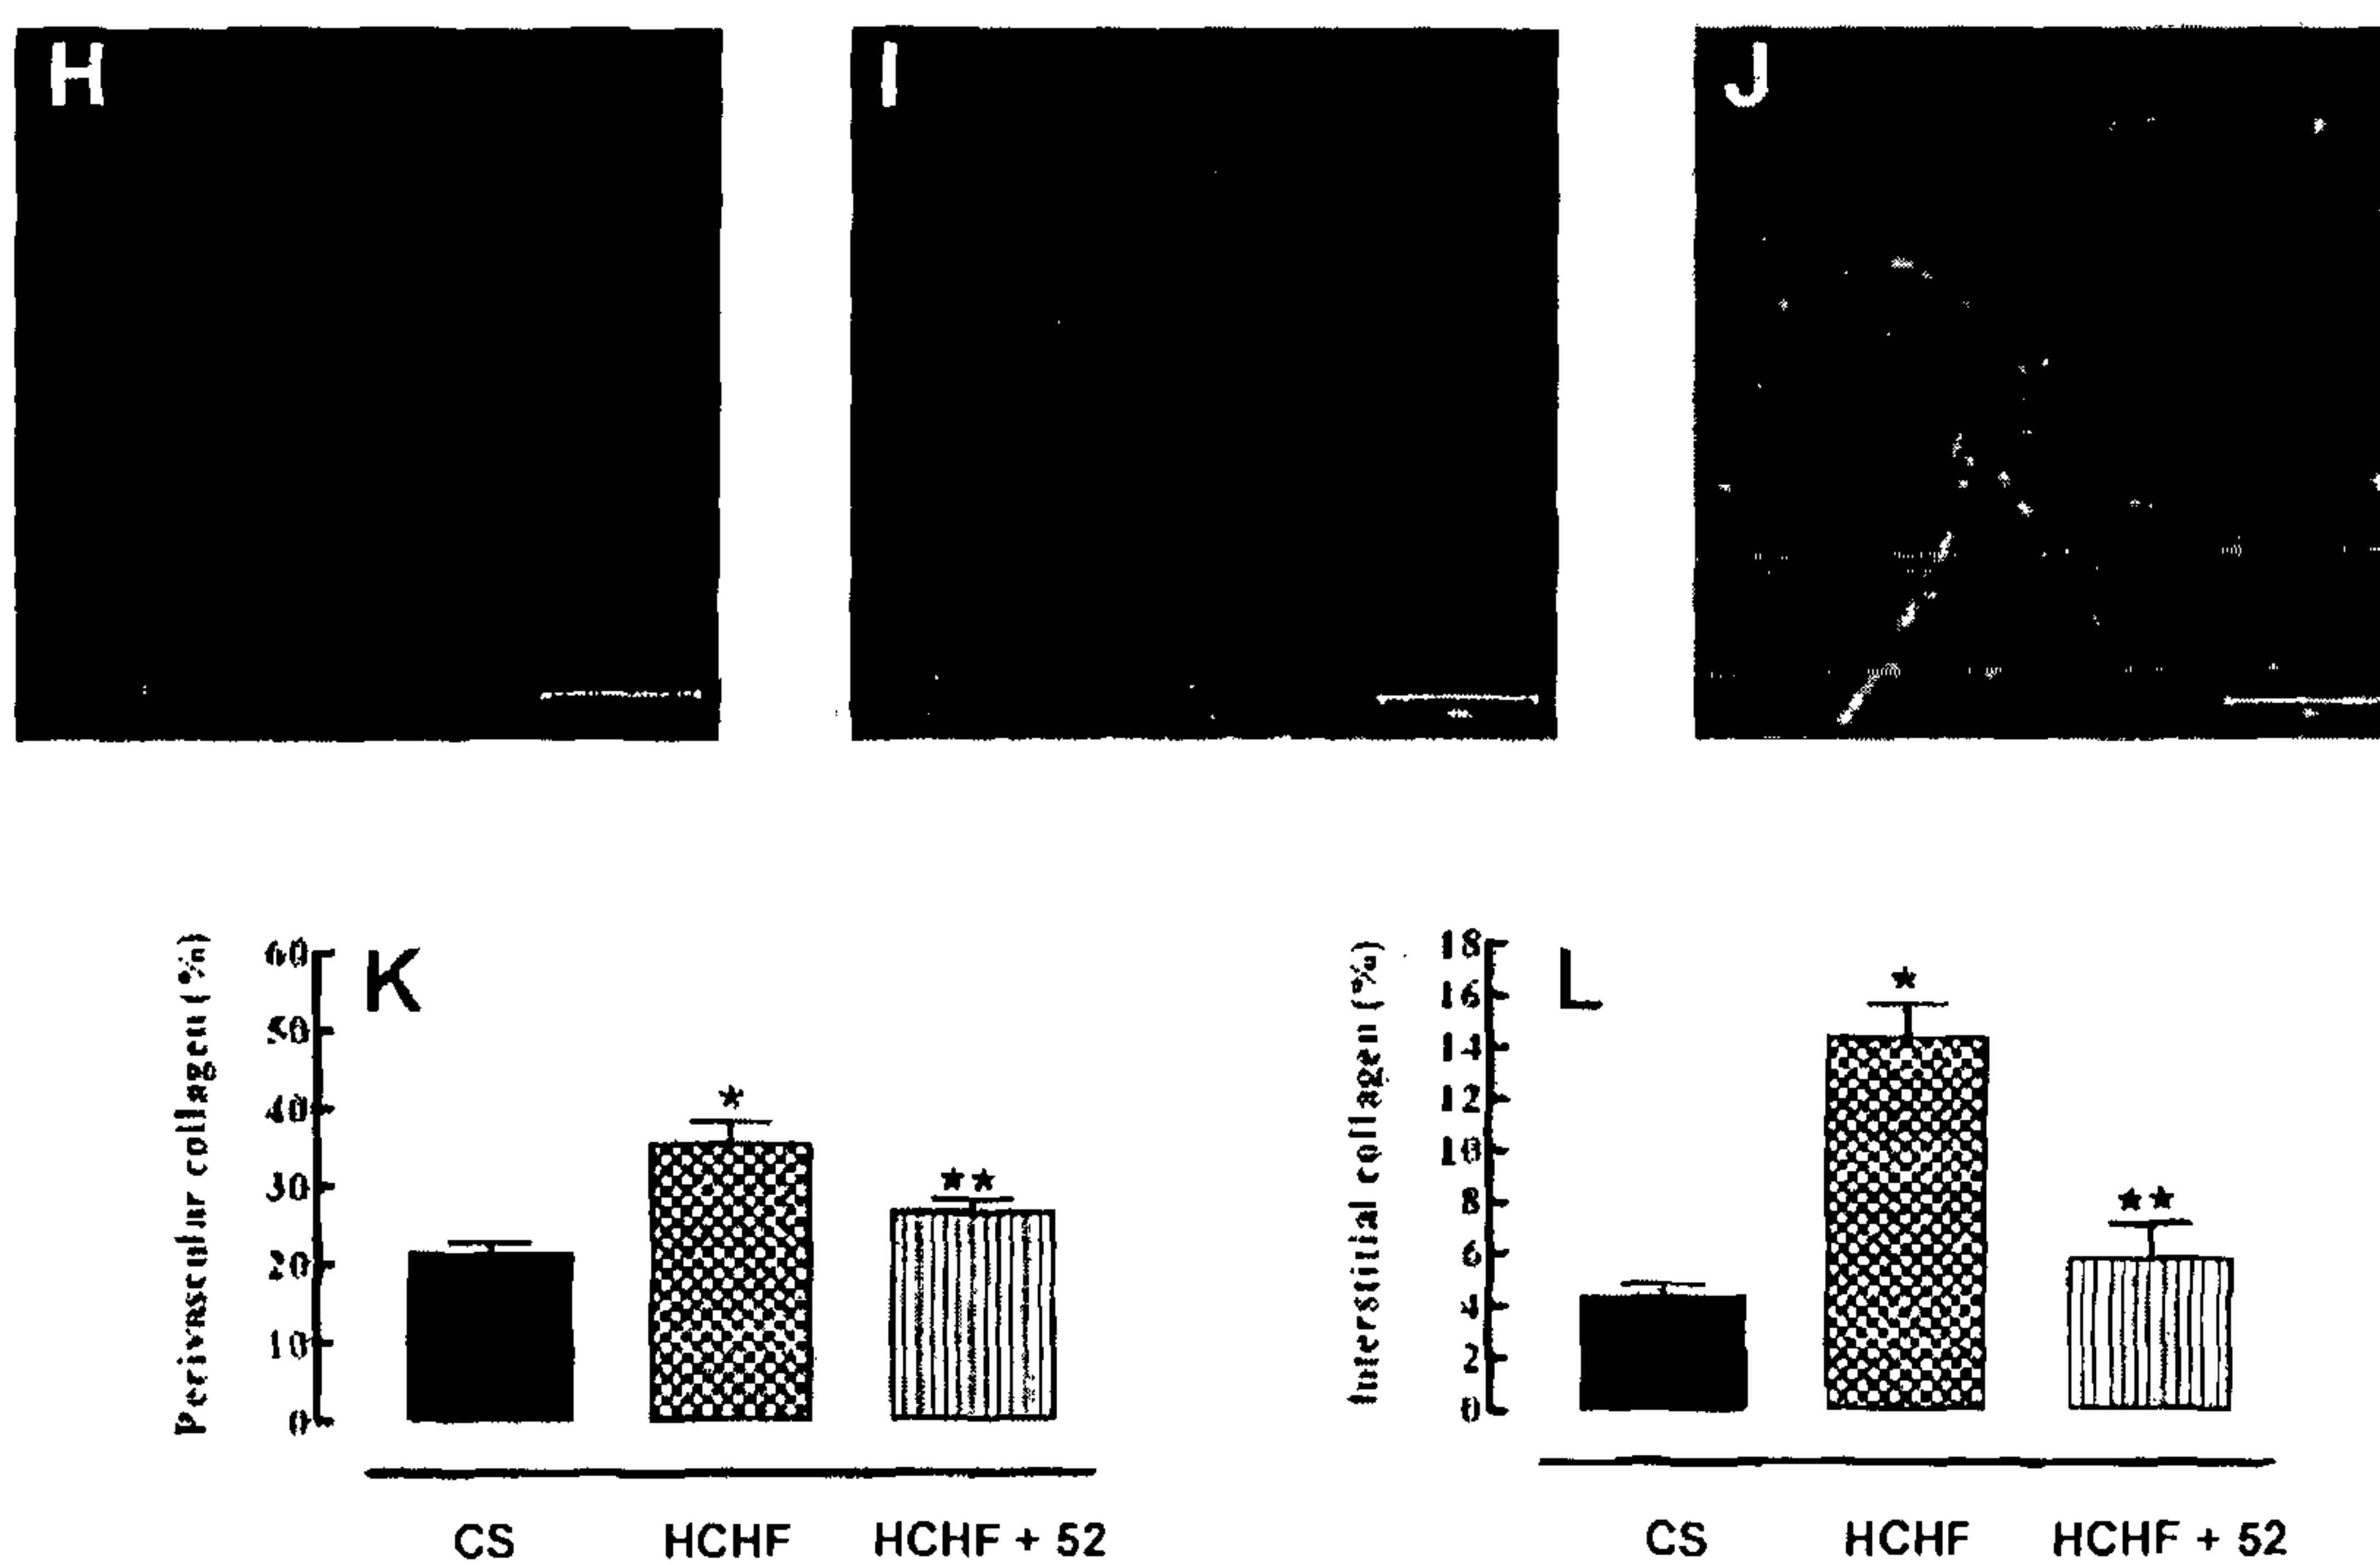 H
I
J
Perivascular collagen (%)
60
50
40
30
20
10
0
K
★
★★
CS
HCHF
HCHF + 52
Interstitial collagen (%)
18
16
14
12
10
8
6
4
2
0
L
★
★★
CS
HCHF
HCHF + 52